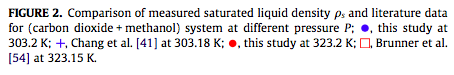 FIGURE 2. Comparison of measured saturated liquid density ρs and literature data
for (carbon dioxide + methanol) system at different pressure P; ●, this study at
303.2 K; +, Chang et al. [41] at 303.18 K; ●, this study at 323.2 K; □, Brunner et al.
[54] at 323.15 K.